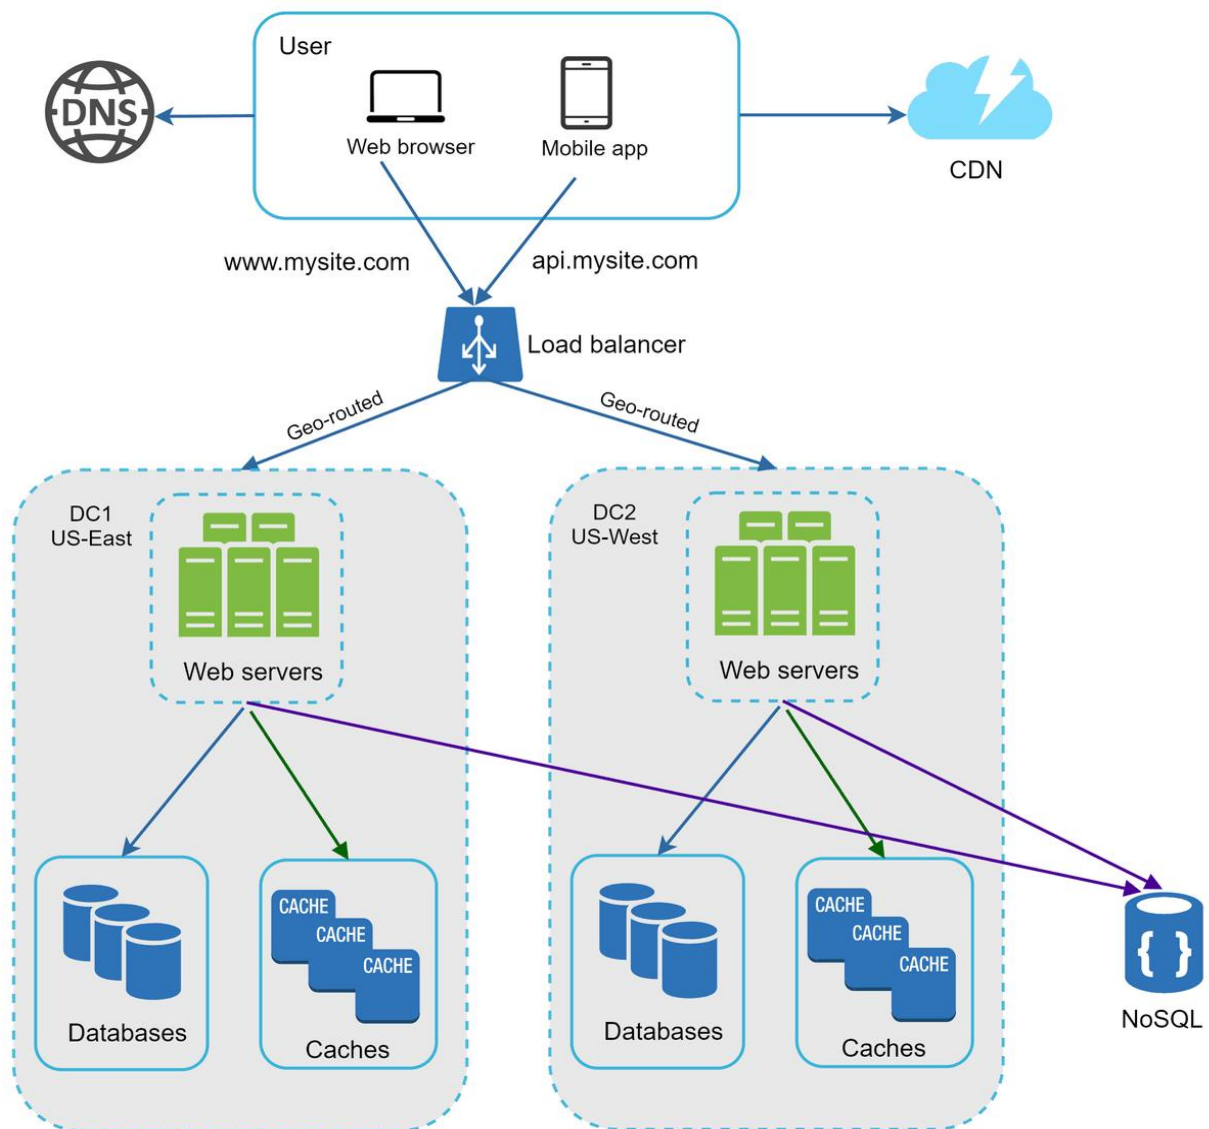 User
DNS
Web browser
Mobile app
CDN
www.mysite.com
api.mysite.com
Load balancer
Geo-routed
Geo-routed
DC1
US-East
Web servers
DC2
US-West
Web servers
CACHE
CACHE
CACHE
Databases
Caches
CACHE
CACHE
CACHE
Databases
Caches
{ }
NoSQL